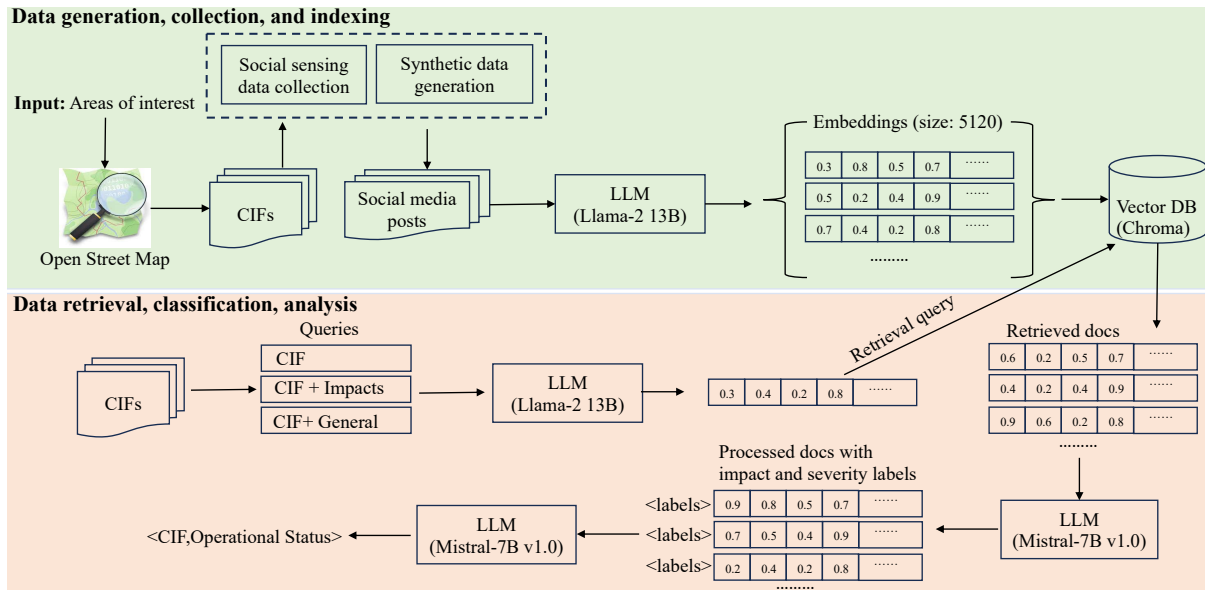 Data generation, collection, and indexing
Social sensing
data collection
Synthetic data
generation
Input: Areas of interest
Open Street Map
CIFs
Social media
posts
LLM
(Llama-2 13B)
Embeddings (size: 5120)
0.3 0.8 0.5 0.7 ......
0.5 0.2 0.4 0.9 ......
0.7 0.4 0.2 0.8 ......
.........
Vector DB
(Chroma)
Data retrieval, classification, analysis
Queries
CIFs
CIF
CIF + Impacts
CIF+ General
LLM
(Llama-2 13B)
0.3 0.4 0.2 0.8 ......
Retrieval query
Retrieved docs
0.6 0.2 0.5 0.7 ......
0.4 0.2 0.4 0.9 ......
0.9 0.6 0.2 0.8 ......
.........
LLM
(Mistral-7B v1.0)
Processed docs with
impact and severity labels
<labels> 0.9 0.8 0.5 0.7 ......
<labels> 0.7 0.5 0.4 0.9 ......
<labels> 0.2 0.4 0.2 0.8 ......
.........
LLM
(Mistral-7B v1.0)
<CIF,Operational Status>